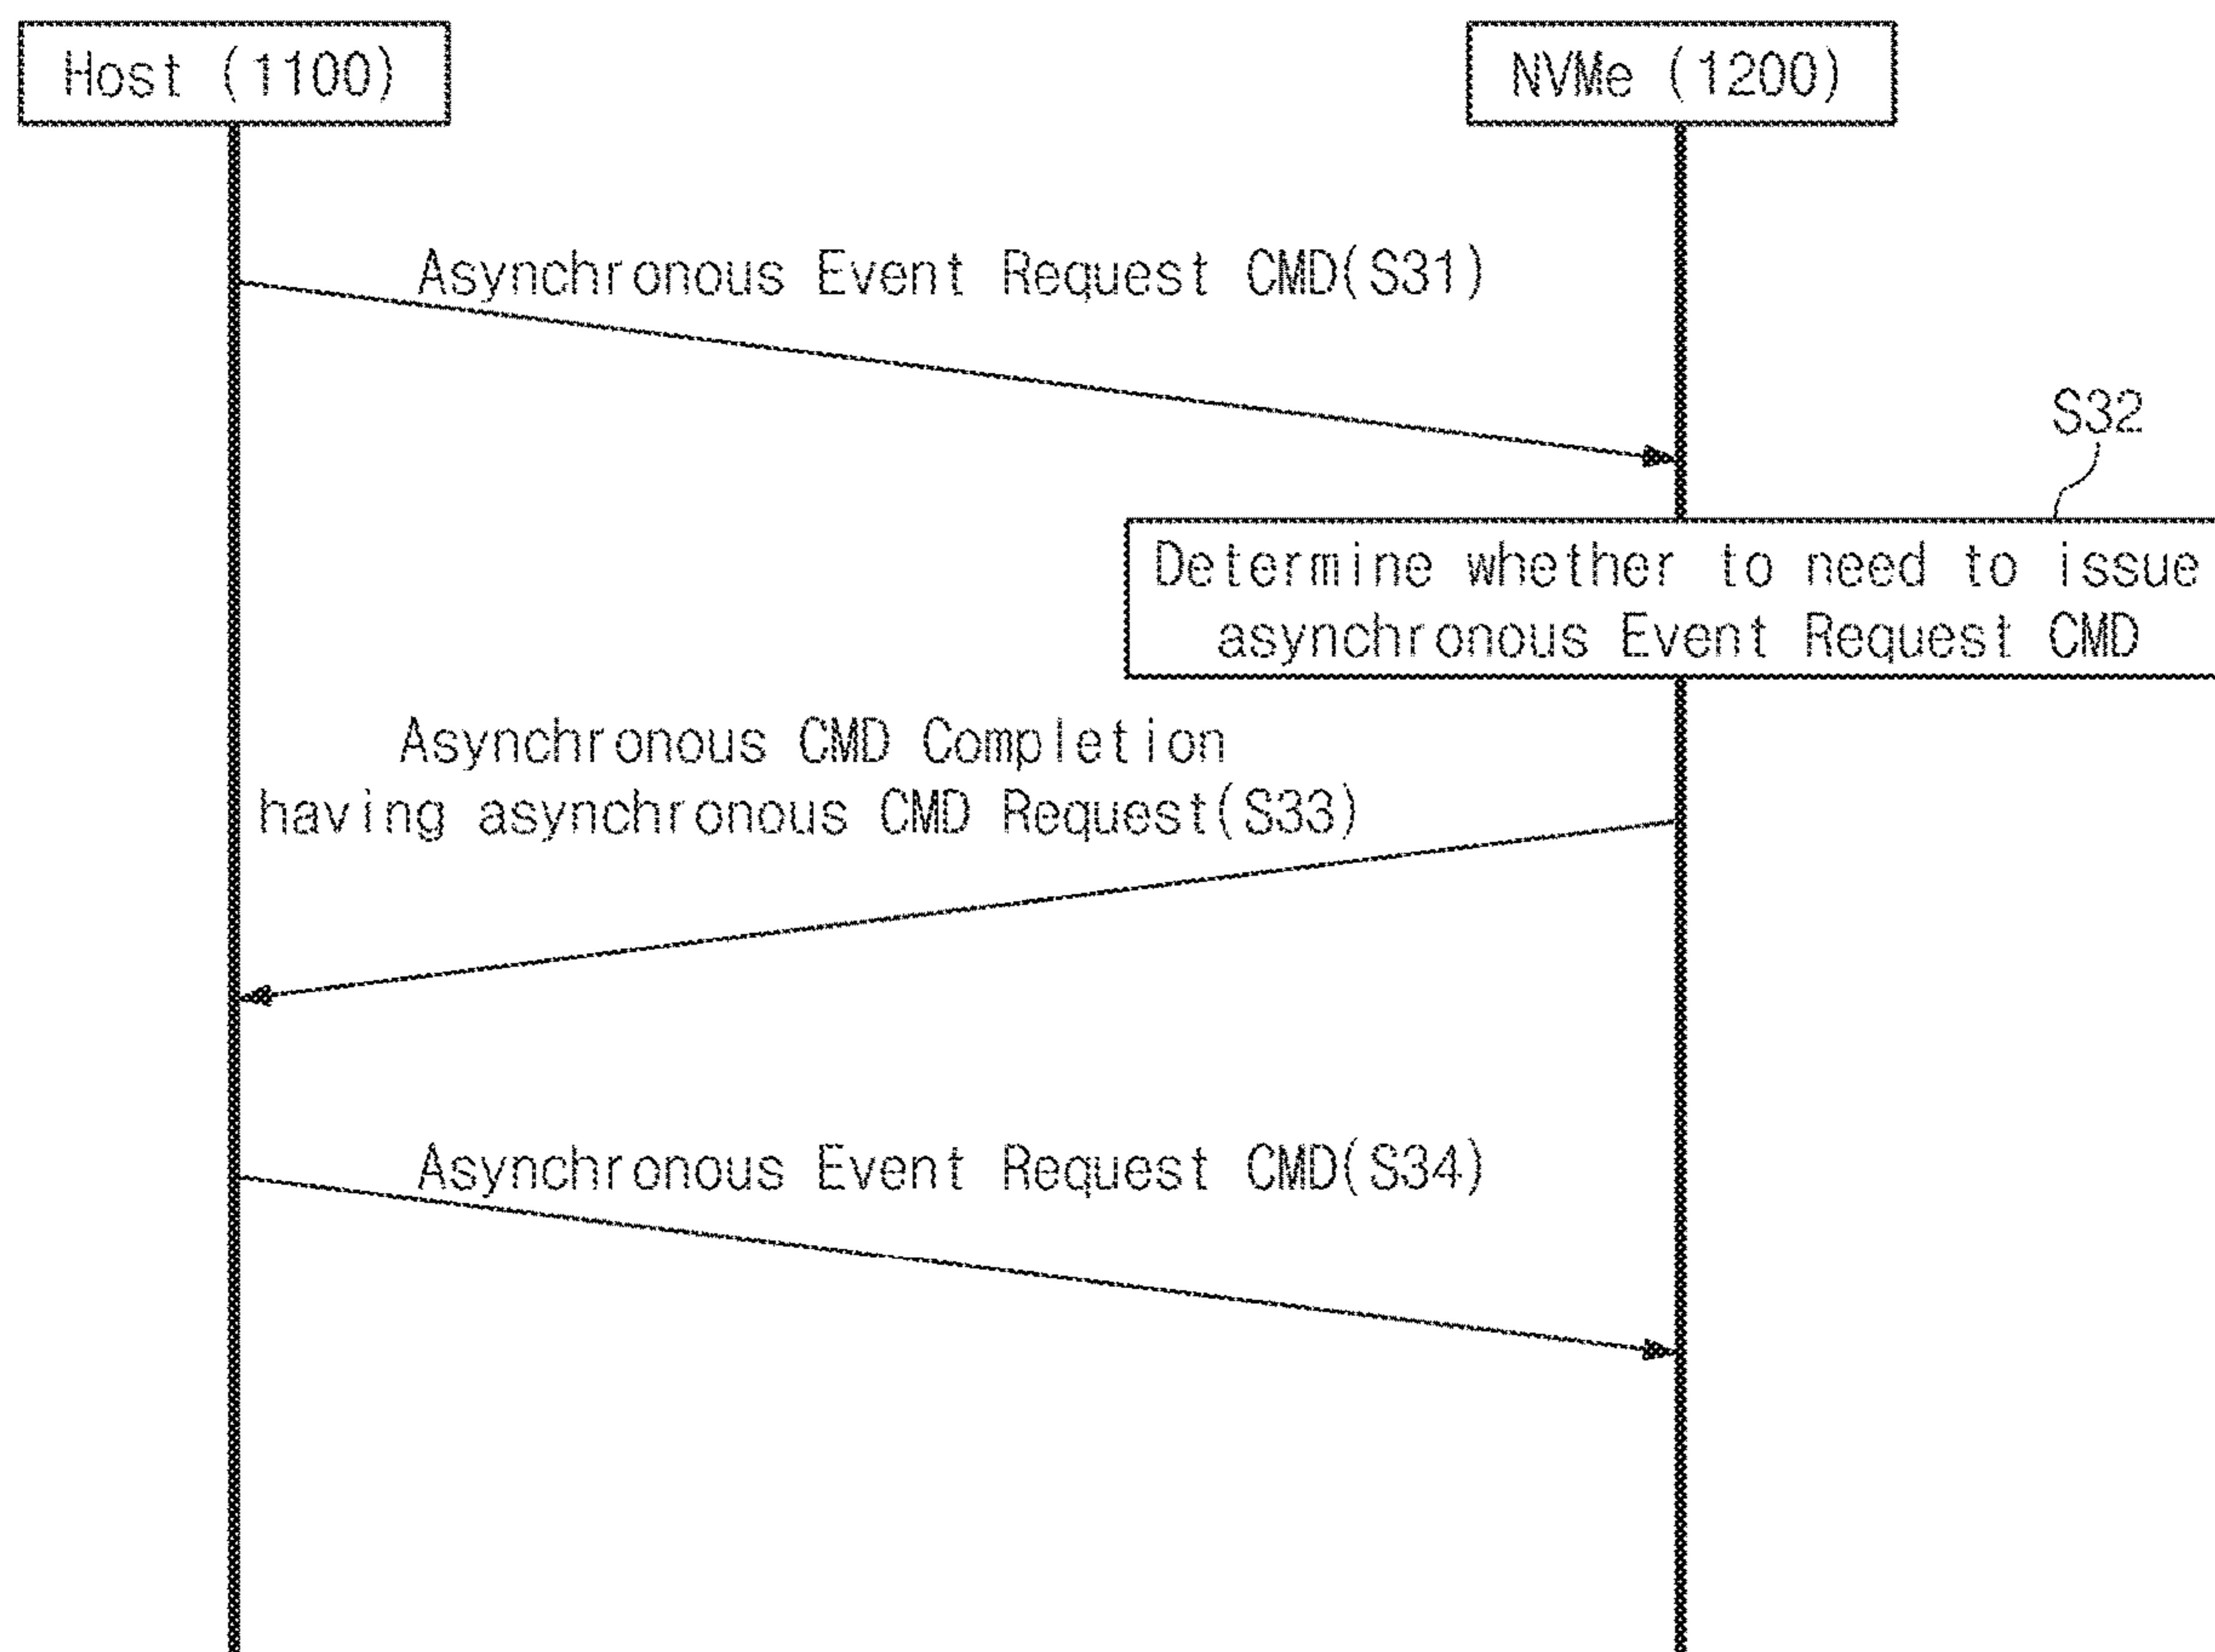 Host (1100)
NVMe (1200)
Asynchronous Event Request CMD(S31)
S32
Determine whether to need to issue
asynchronous Event Request CMD
Asynchronous CMD Completion
having asynchronous CMD Request(S33)
Asynchronous Event Request CMD(S34)